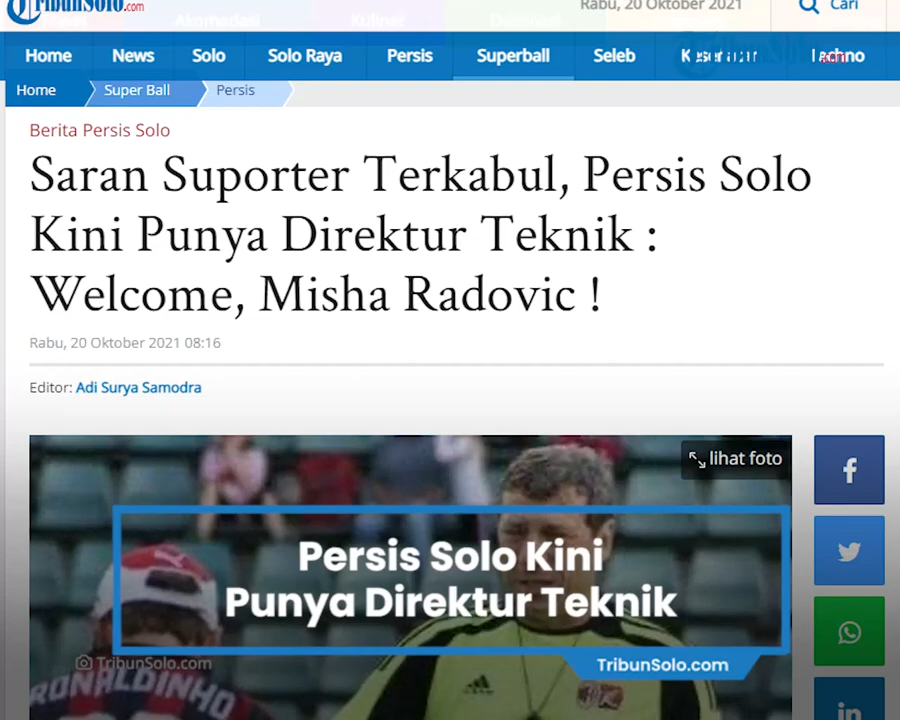 TribunSolo.com
Rabu, 20 Oktober 2021
Cari
Home News Solo Solo Raya Persis Superball Seleb
Home Super Ball Persis
Berita Persis Solo
Saran Suporter Terkabul, Persis Solo
Kini Punya Direktur Teknik :
Welcome, Misha Radovic !
Rabu, 20 Oktober 2021 08:16
Editor: Adi Surya Samodra
lihat foto
Persis Solo Kini
Punya Direktur Teknik
TribunSolo.com
TribunSolo.com
RONALDINHO